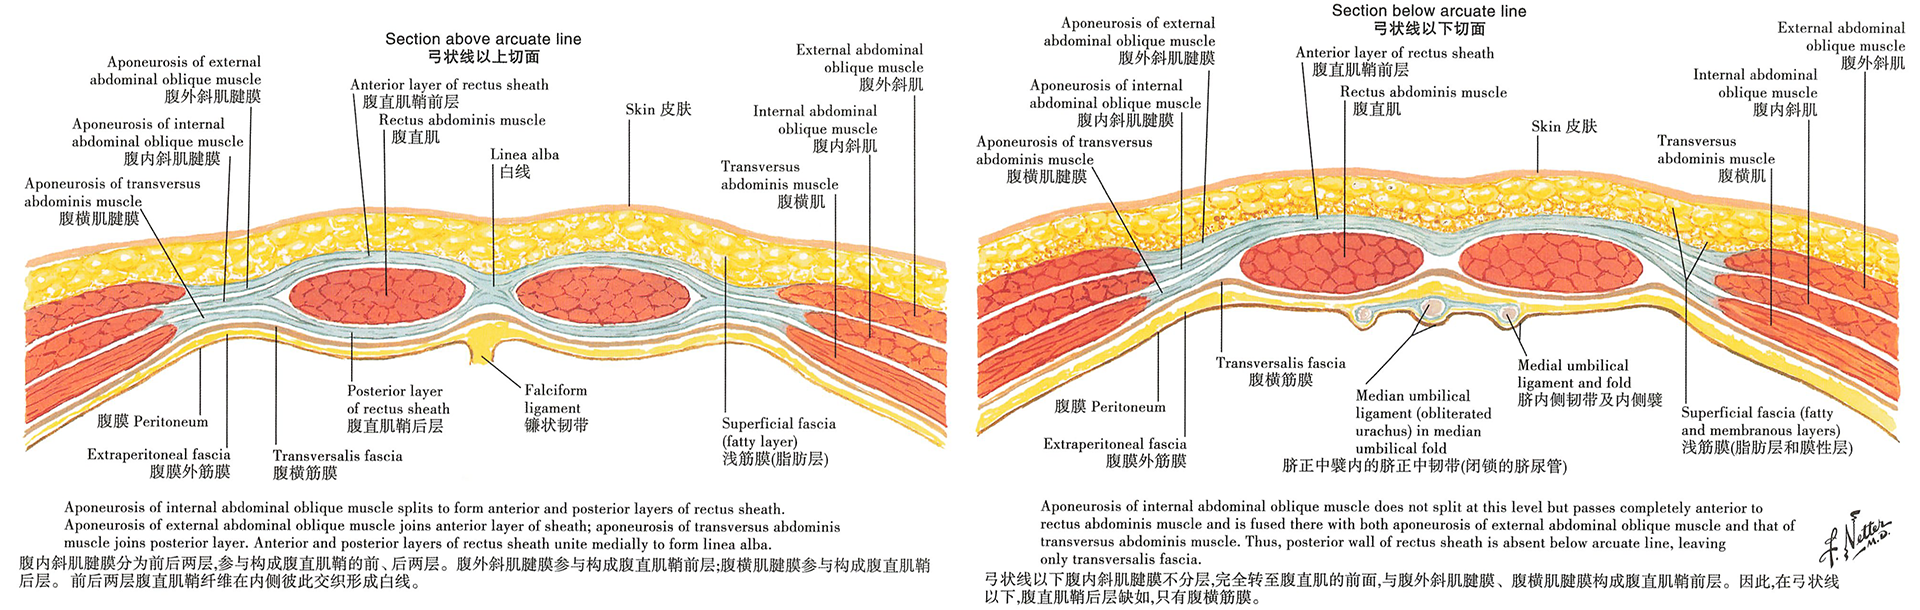 Section above arcuate line
弓状线以上切面
Aponeurosis of external
abdominal oblique muscle
腹外斜肌腱膜
Aponeurosis of internal
abdominal oblique muscle
腹内斜肌腱膜
Aponeurosis of transversus
abdominis muscle
腹横肌腱膜
Anterior layer of rectus sheath
腹直肌鞘前层
Rectus abdominis muscle
腹直肌
Linea alba
白线
Skin 皮肤
External abdominal
oblique muscle
腹外斜肌
Internal abdominal
oblique muscle
腹内斜肌
Transversus
abdominis muscle
腹横肌
腹膜 Peritoneum
Extraperitoneal fascia
腹膜外筋膜
Transversalis fascia
腹横筋膜
Posterior layer
of rectus sheath
腹直肌鞘后层
Falciform
ligament
镰状韧带
Superficial fascia
(fatty layer)
浅筋膜(脂肪层)
Aponeurosis of internal abdominal oblique muscle splits to form anterior and posterior layers of rectus sheath.
Aponeurosis of external abdominal oblique muscle joins anterior layer of sheath; aponeurosis of transversus abdominis
muscle joins posterior layer. Anterior and posterior layers of rectus sheath unite medially to form linea alba.
腹内斜肌腱膜分为前后两层,参与构成腹直肌鞘的前、后两层。腹外斜肌腱膜参与构成腹直肌鞘前层;腹横肌腱膜参与构成腹直肌鞘
后层。前后两层腹直肌鞘纤维在内侧彼此交织形成白线。
Section below arcuate line
弓状线以下切面
Aponeurosis of external
abdominal oblique muscle
腹外斜肌腱膜
Aponeurosis of internal
abdominal oblique muscle
腹内斜肌腱膜
Aponeurosis of transversus
abdominis muscle
腹横肌腱膜
Anterior layer of rectus sheath
腹直肌鞘前层
Rectus abdominis muscle
腹直肌
Skin 皮肤
External abdominal
oblique muscle
腹外斜肌
Internal abdominal
oblique muscle
腹内斜肌
Transversus
abdominis muscle
腹横肌
腹膜 Peritoneum
Extraperitoneal fascia
腹膜外筋膜
Transversalis fascia
腹横筋膜
Median umbilical
ligament (obliterated
urachus) in median
umbilical fold
脐正中襞内的脐正中韧带(闭锁的脐尿管)
Medial umbilical
ligament and fold
脐内侧韧带及内侧襞
Superficial fascia (fatty
and membranous layers)
浅筋膜(脂肪层和膜性层)
Aponeurosis of internal abdominal oblique muscle does not split at this level but passes completely anterior to
rectus abdominis muscle and is fused there with both aponeurosis of external abdominal oblique muscle and that of
transversus abdominis muscle. Thus, posterior wall of rectus sheath is absent below arcuate line, leaving
only transversalis fascia.
弓状线以下腹内斜肌腱膜不分层,完全转至腹直肌的前面,与腹外斜肌腱膜、腹横肌腱膜构成腹直肌鞘前层。因此,在弓状线
以下,腹直肌鞘后层缺如,只有腹横筋膜。
F. Netter
M.D.